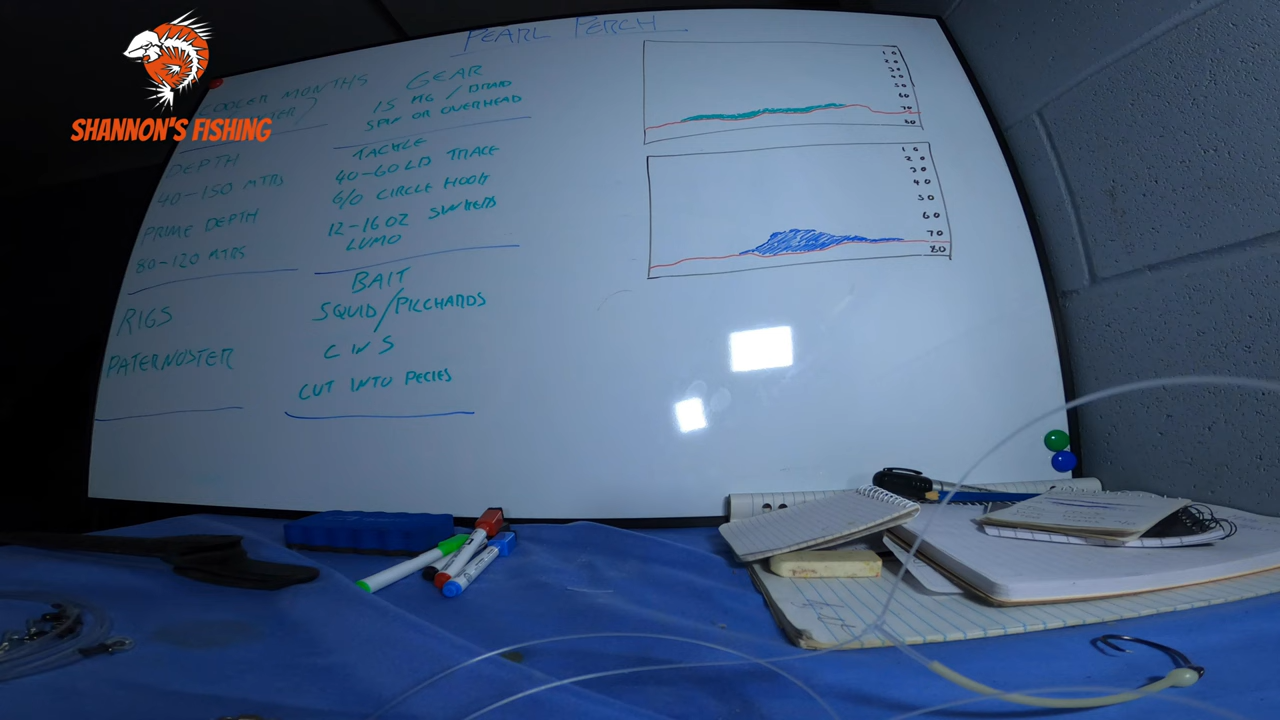 SHANNON'S FISHING
PEARL PERCH
COOLER MONTHS
DEPTH
40-150 MTRS
PRIME DEPTH
80-120 MTRS
RIGS
PATERNOSTER
GEAR
15 KG / BRAID
SPIN OR OVERHEAD
TACKLE
40-60 LB TRACE
6/0 CIRCLE HOOK
12-16 OZ SINKERS
LUMO
BAIT
SQUID/PILCHARDS
CUT INTO PECIES
10
20
30
40
50
60
70
80
10
20
30
40
50
60
70
80